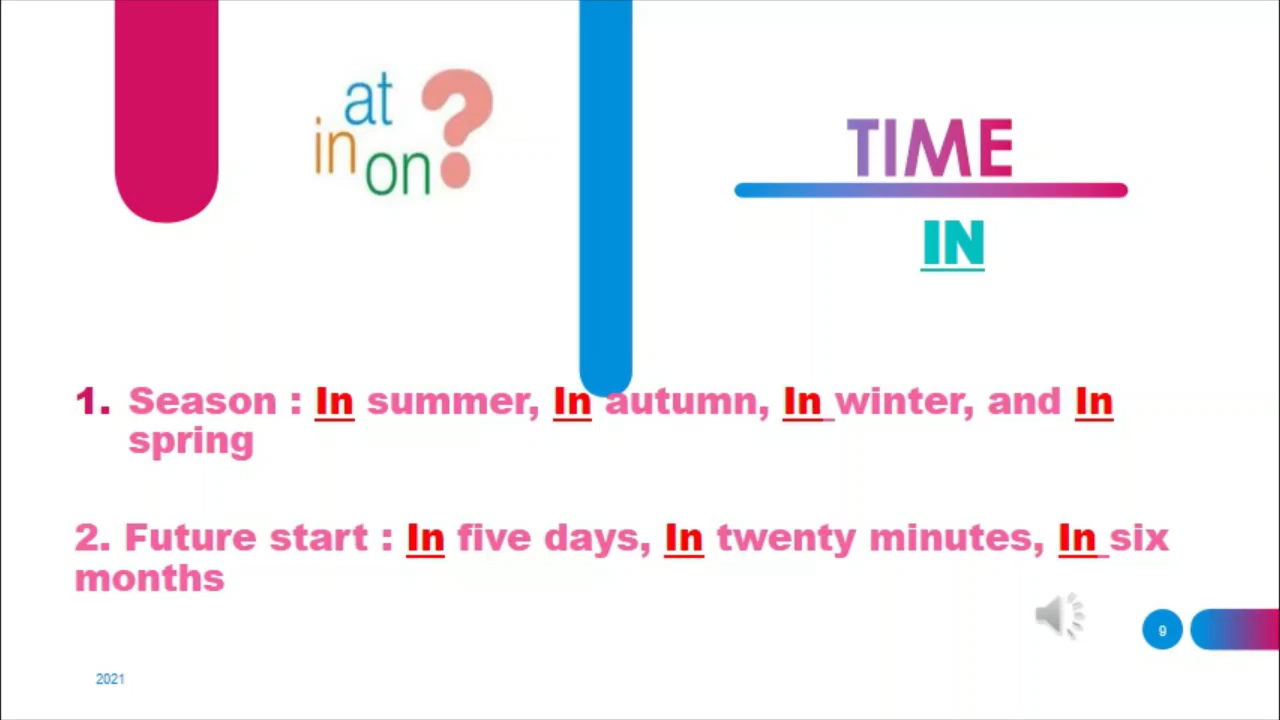 at
in
on
?
TIME
IN
1. Season : In summer, In autumn, In winter, and In
spring
2. Future start : In five days, In twenty minutes, In six
months
9
2021